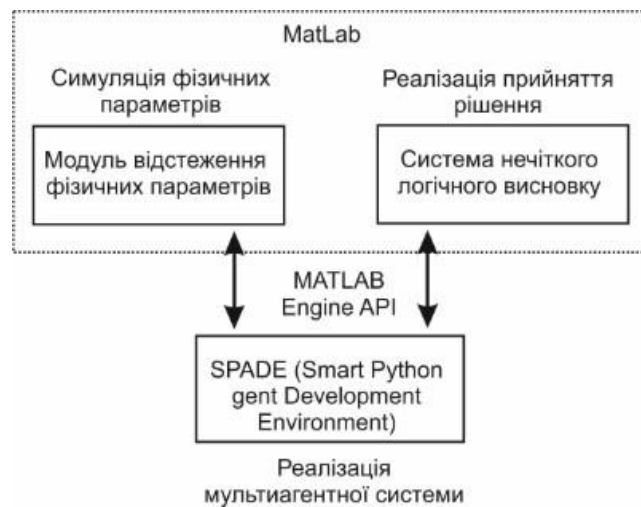 MatLab
Симуляція фізичних
параметрів
Модуль відстеження
фізичних параметрів
Реалізація прийняття
рішення
Система нечіткого
логічного висновку
MATLAB
Engine API
SPADE (Smart Python
gent Development
Environment)
Реалізація
мультиагентної системи